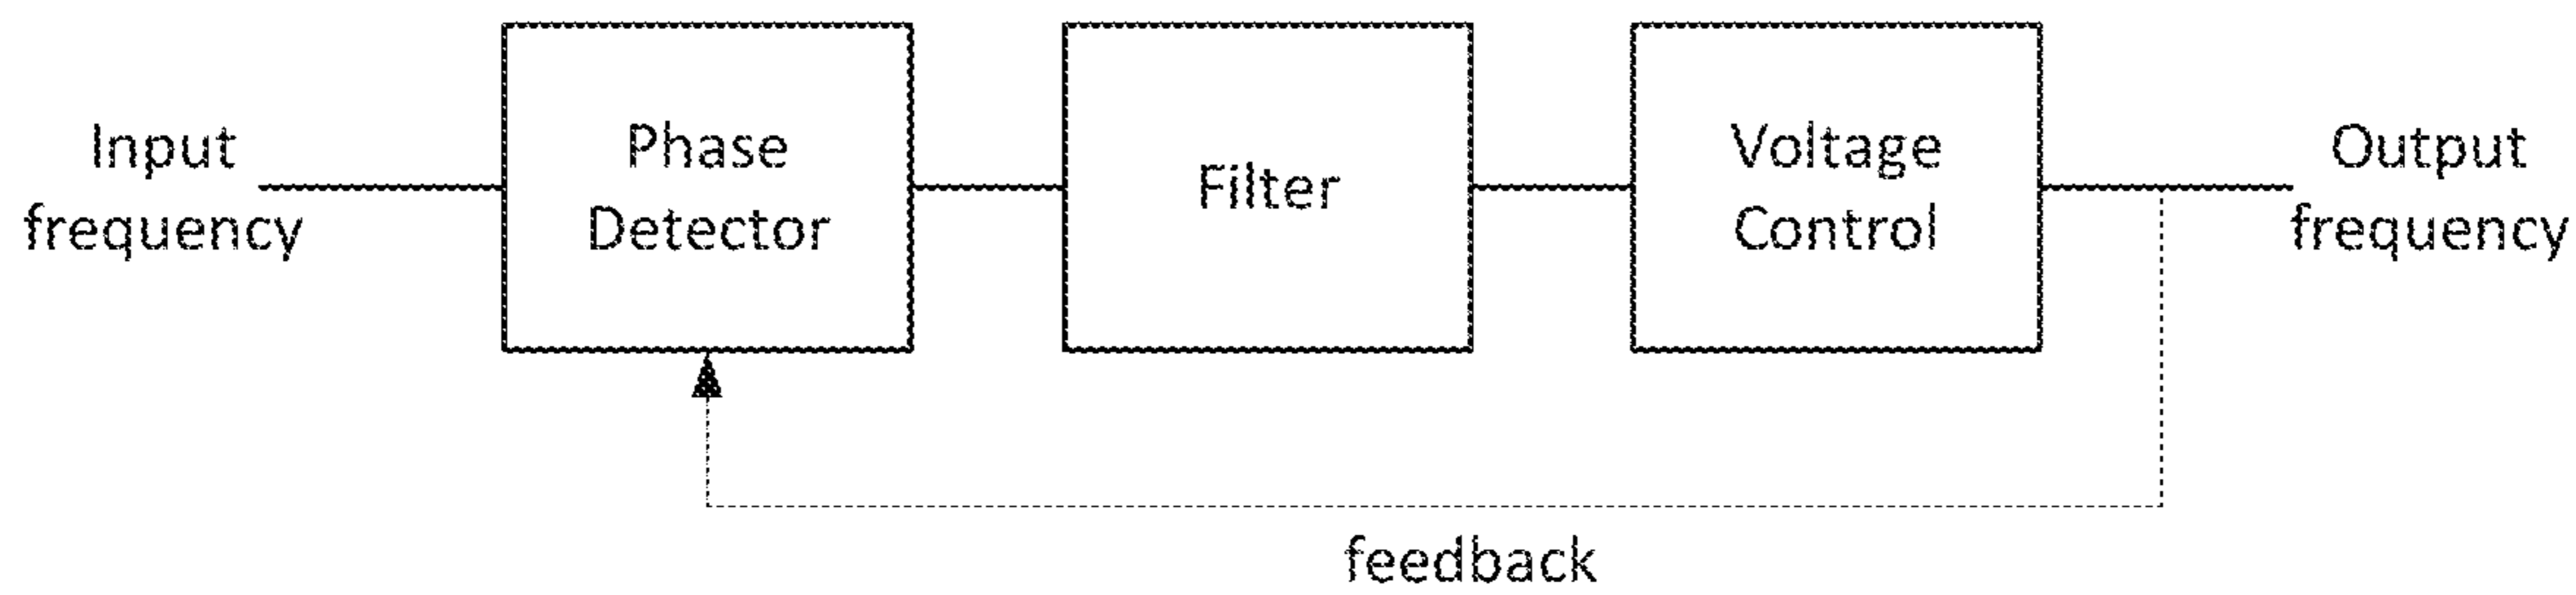 Input
frequency
Phase
Detector
Filter
Voltage
Control
Output
frequency
feedback